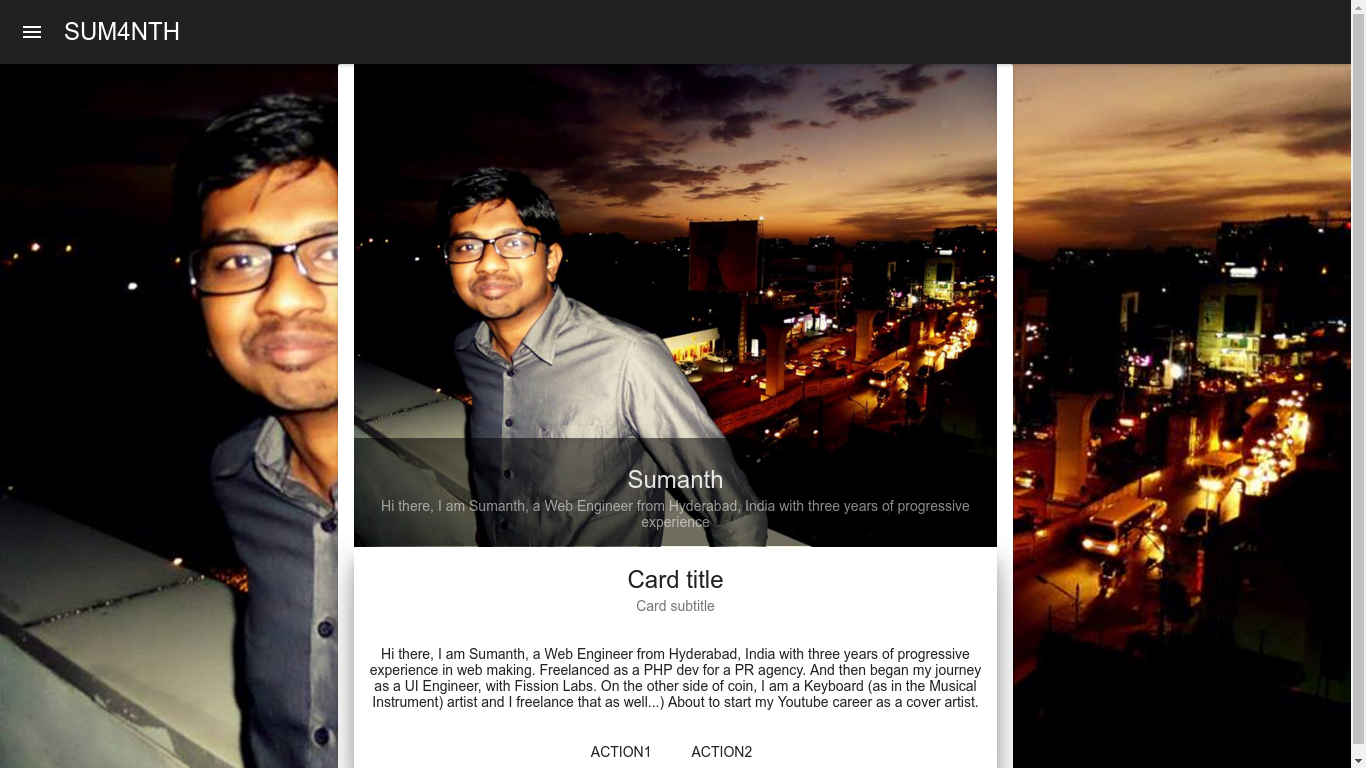 SUM4NTH
Sumanth
Hi there, I am Sumanth, a Web Engineer from Hyderabad, India with three years of progressive
experience
Card title
Card subtitle
Hi there, I am Sumanth, a Web Engineer from Hyderabad, India with three years of progressive
experience in web making. Freelanced as a PHP dev for a PR agency. And then began my journey
as a UI Engineer, with Fission Labs. On the other side of coin, I am a Keyboard (as in the Musical
Instrument) artist and I freelance that as well...) About to start my Youtube career as a cover artist.
ACTION1 ACTION2